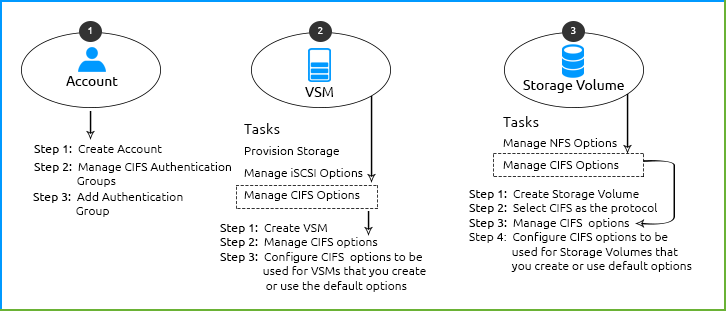 1
Account
Step 1: Create Account
Step 2: Manage CIFS Authentication
Groups
Step 3: Add Authentication
Group
2
VSM
Tasks
Provision Storage
Manage iSCSI Options
Manage CIFS Options
Step 1: Create VSM
Step 2: Manage CIFS options
Step 3: Configure CIFS options to be
used for VSMs that you create
or use the default options
3
Storage Volume
Tasks
Manage NFS Options
Manage CIFS Options
Step 1: Create Storage Volume
Step 2: Select CIFS as the protocol
Step 3: Manage CIFS options
Step 4: Configure CIFS options to be
used for Storage Volumes that
you create or use default options